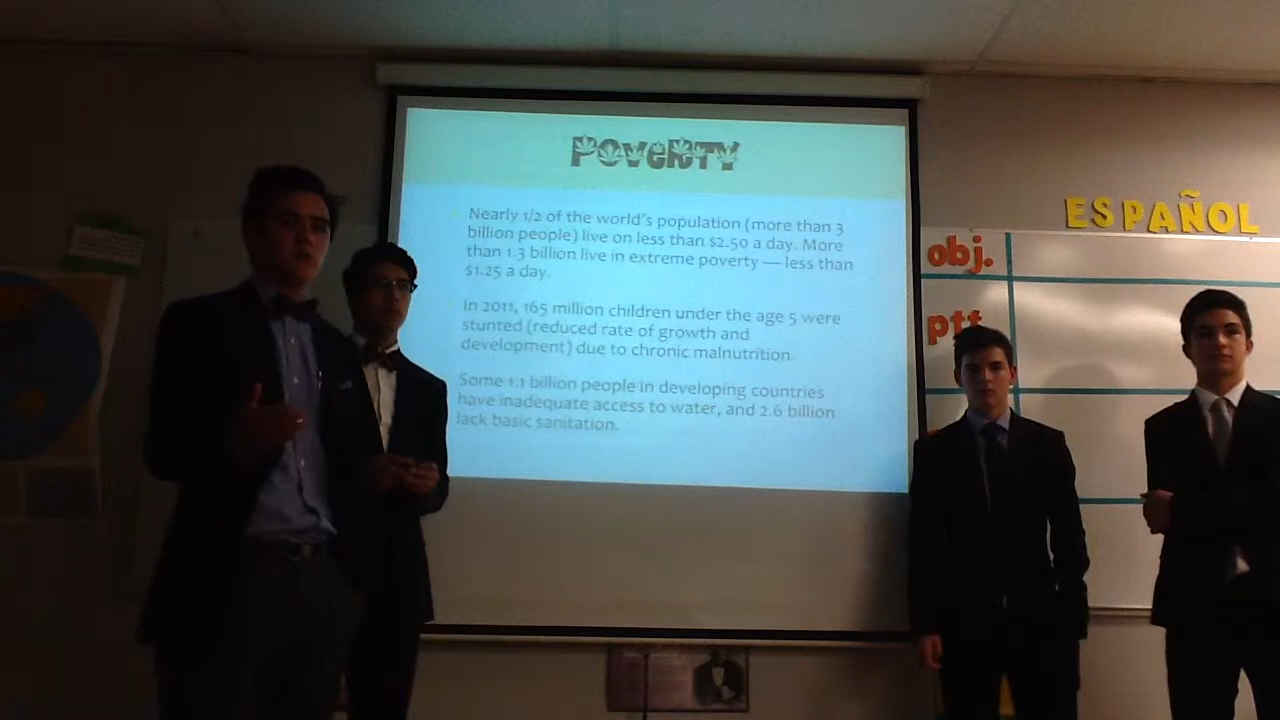 POVERTY
Nearly 1/2 of the world's population (more than 3
billion people) live on less than $2.50 a day. More
than 1.3 billion live in extreme poverty — less than
$1.25 a day.
In 2011, 165 million children under the age 5 were
stunted (reduced rate of growth and
development) due to chronic malnutrition.
Some 1.1 billion people in developing countries
have inadequate access to water, and 2.6 billion
lack basic sanitation.
ESPAÑOL
obj.